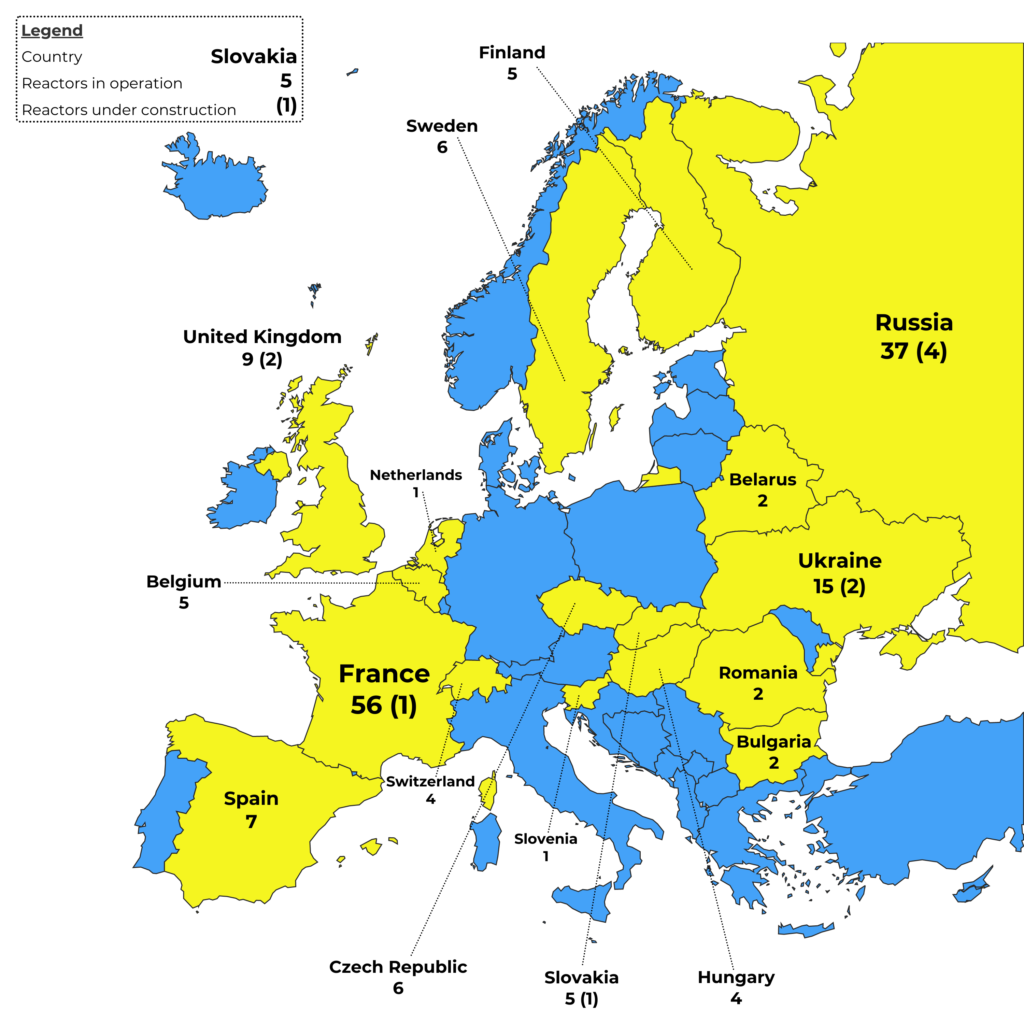 Legend
Country Slovakia
Reactors in operation 5
Reactors under construction (1)
Finland
5
Sweden
6
United Kingdom
9 (2)
Russia
37 (4)
Netherlands
1
Belarus
2
Belgium
5
Ukraine
15 (2)
France
56 (1)
Romania
2
Bulgaria
2
Switzerland
4
Spain
7
Slovenia
1
Czech Republic
6
Slovakia
5 (1)
Hungary
4